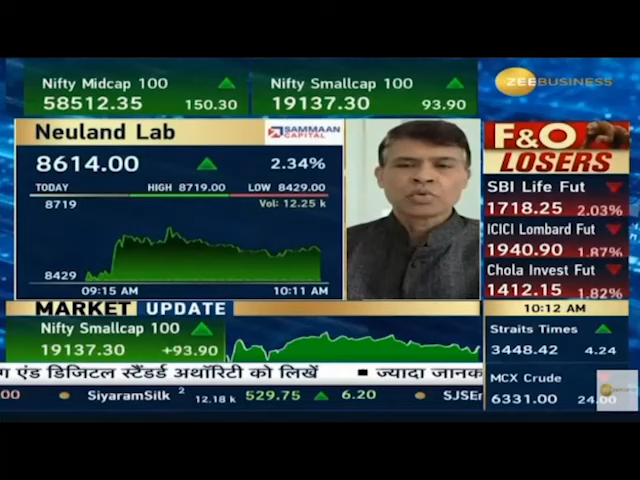 Nifty Midcap 100
58512.35 150.30
Nifty Smallcap 100
19137.30 93.90
ZEEBUSINESS
Neuland Lab
SAMMAAN
CAPITAL
8614.00 2.34%
TODAY HIGH 8719.00 LOW 8429.00
8719 Vol: 12.25 k
8429
09:15 AM 10:11 AM
F&O
LOSERS
SBI Life Fut
1718.25 2.03%
ICICI Lombard Fut
1940.90 1.87%
Chola Invest Fut
1412.15 1.82%
MARKET UPDATE
10:12 AM
Nifty Smallcap 100
19137.30 +93.90
Straits Times
3448.42 4.24
MCX Crude
6331.00 24.00
ग एंड डिजिटल स्टैंडर्ड अथॉरिटी को लिखें ■ ज्यादा जानक
00 SiyaramSilk 2 12.18 k 529.75 6.20 SJSEn